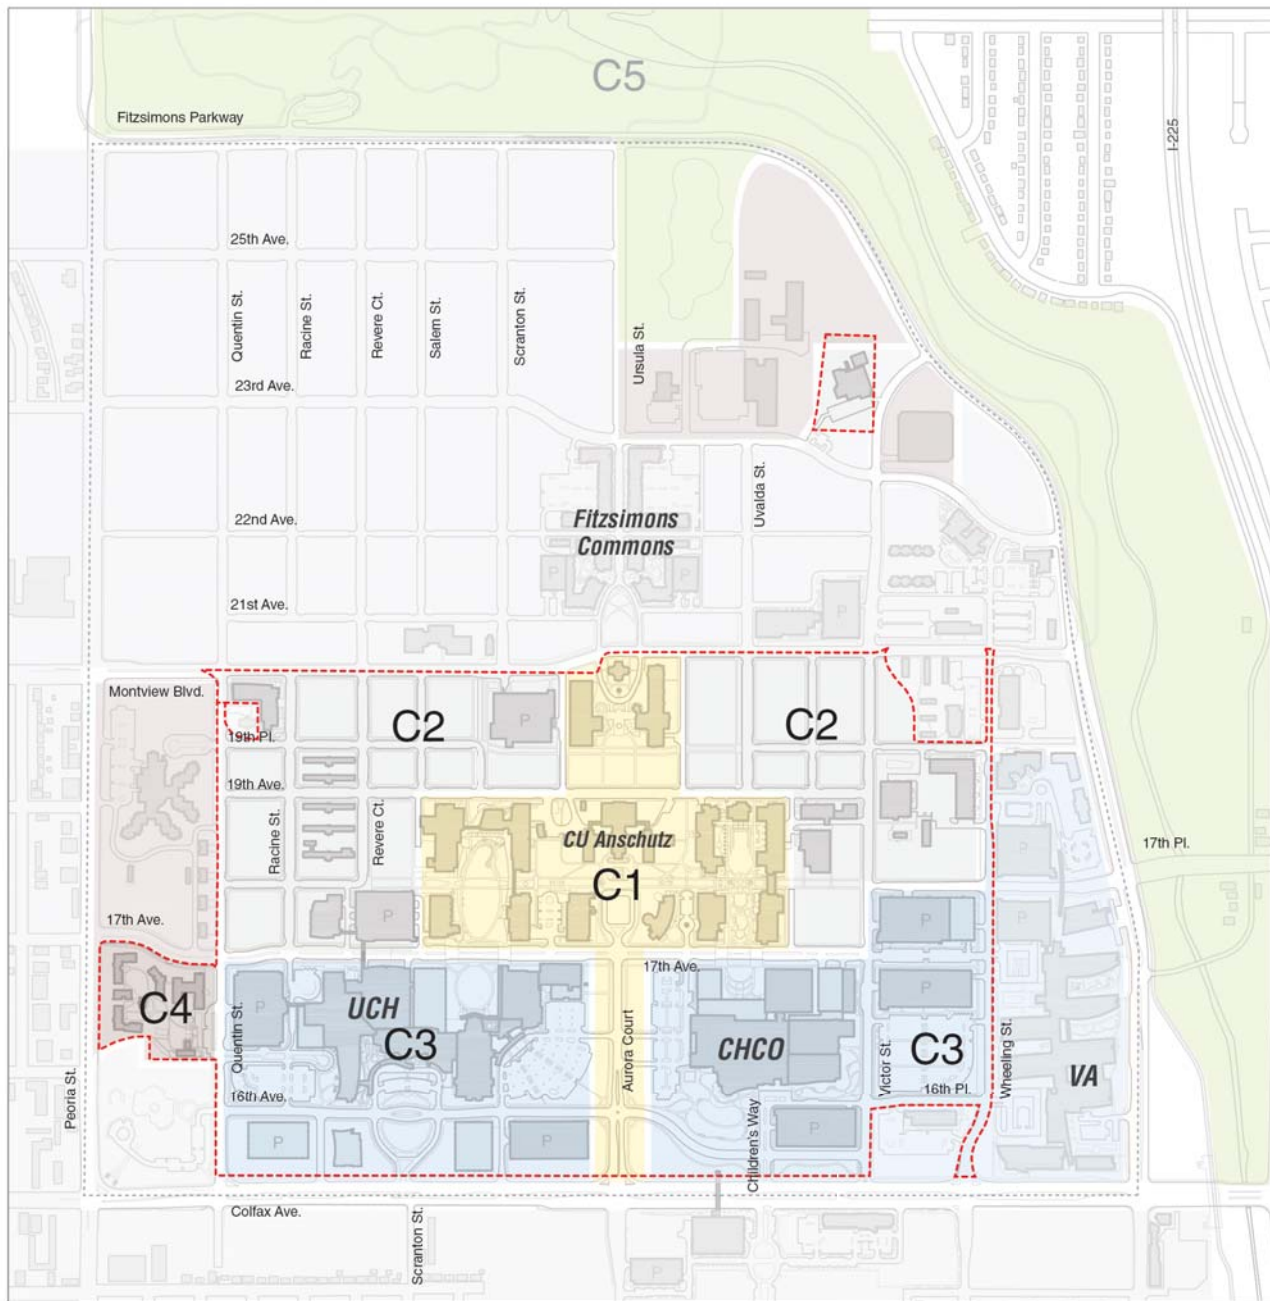 C5
Fitzsimons Parkway
I-225
25th Ave.
Quentin St.
Racine St.
Revere Ct.
Salem St.
Scranton St.
Ursula St.
23rd Ave.
Uvalda St.
22nd Ave.
Fitzsimons
Commons
21st Ave.
P
P
P
Montview Blvd.
C2
P
C2
19th Pl.
19th Ave.
Racine St.
Revere Ct.
CU Anschutz
C1
17th Pl.
17th Ave.
P
P
17th Ave.
C4
Quentin St.
P
UCH
C3
Aurora Court
CHCO
Victor St.
P
C3
Wheeling St.
VA
Peoria St.
16th Ave.
16th Pl.
P
P
Children's Way
P
Colfax Ave.
Scranton St.
P